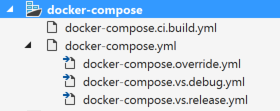 docker-compose
docker-compose.ci.build.yml
docker-compose.yml
docker-compose.override.yml
docker-compose.vs.debug.yml
docker-compose.vs.release.yml